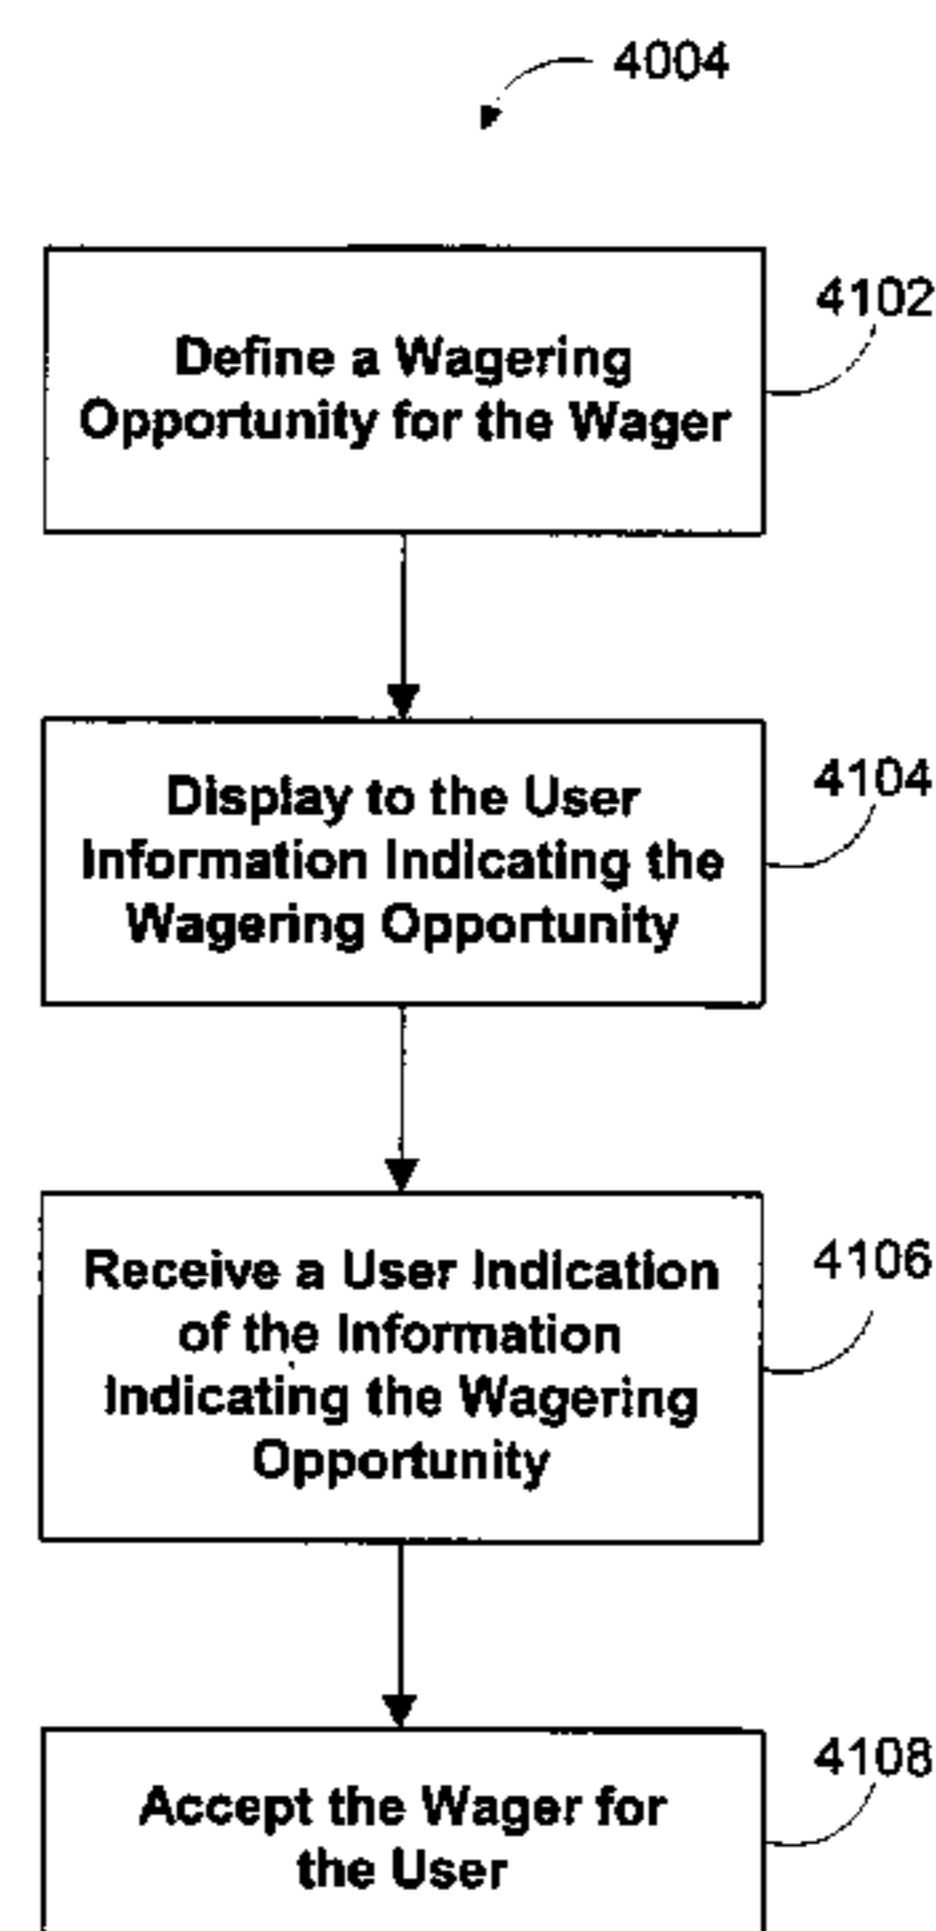 4004
4102
Define a Wagering
Opportunity for the Wager
4104
Display to the User
Information Indicating the
Wagering Opportunity
4106
Receive a User Indication
of the Information
Indicating the Wagering
Opportunity
4108
Accept the Wager for
the User